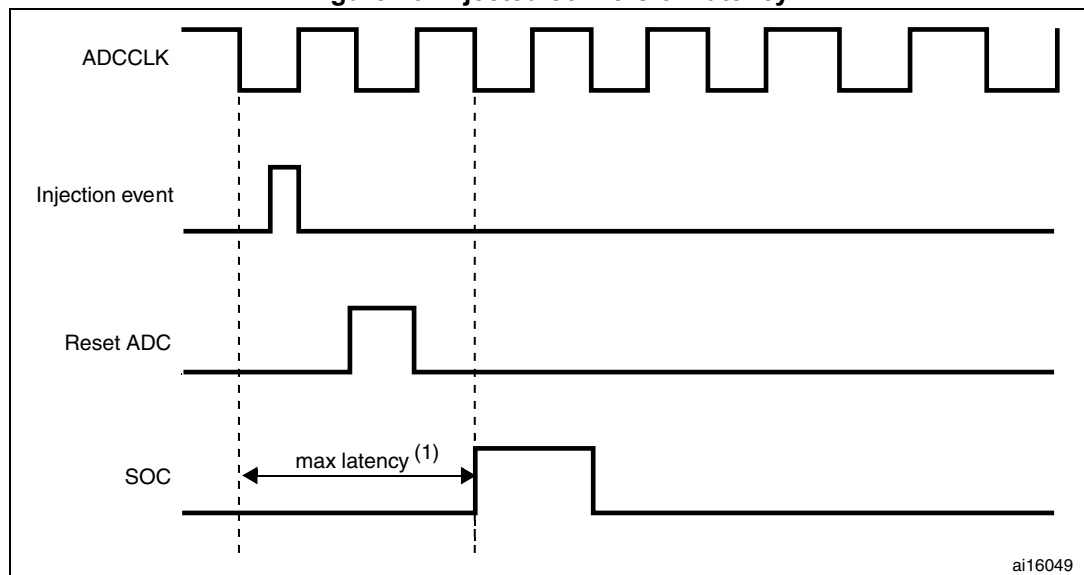 ADCCLK
Injection event
Reset ADC
max latency (1)
SOC
ai16049